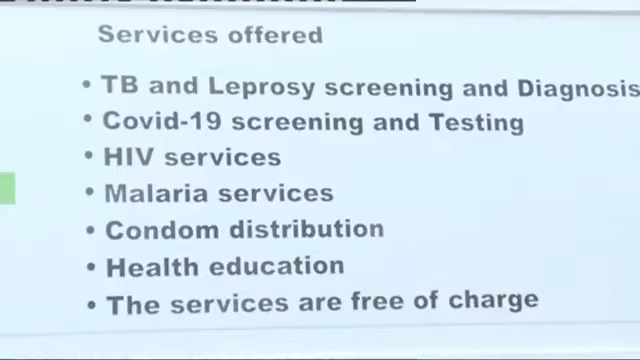 Services offered
• TB and Leprosy screening and Diagnosis
• Covid-19 screening and Testing
• HIV services
• Malaria services
• Condom distribution
• Health education
• The services are free of charge